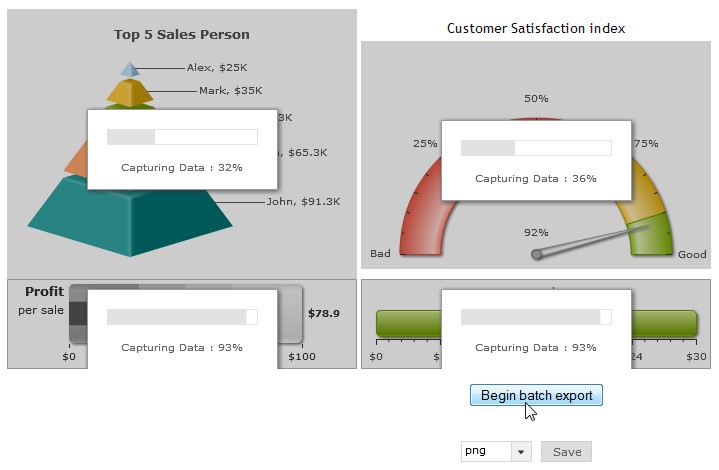 Top 5 Sales Person
Customer Satisfaction index
Alex, $25K
Mark, $35K
3K
, $65.3K
John, $91.3K
Capturing Data : 32%
50%
25%
75%
Capturing Data : 36%
92%
Bad
Good
Profit
per sale
$78.9
Capturing Data : 93%
$0
$100
Capturing Data : 93%
$0
$
24
$30
Begin batch export
png
Save